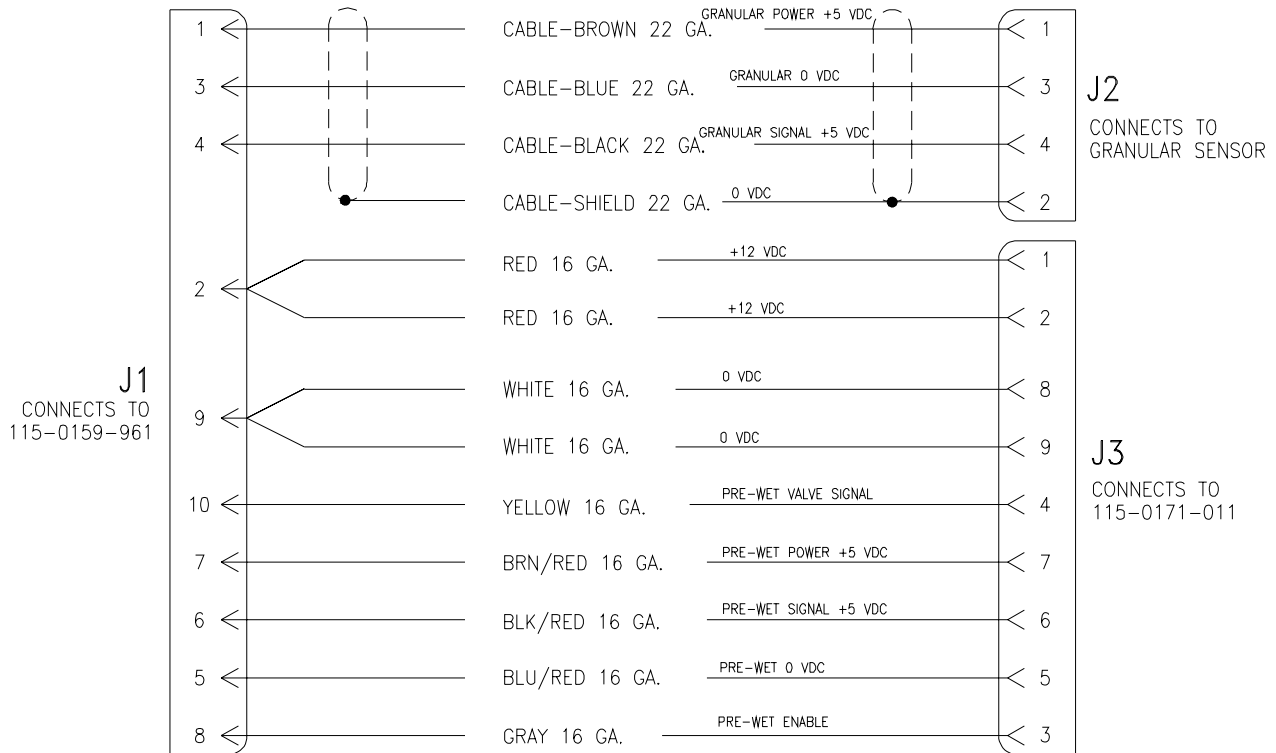 1 CABLE-BROWN 22 GA. GRANULAR POWER +5 VDC 1
3 CABLE-BLUE 22 GA. GRANULAR 0 VDC 3
J2
4 CABLE-BLACK 22 GA. GRANULAR SIGNAL +5 VDC 4
CONNECTS TO
GRANULAR SENSOR
CABLE-SHIELD 22 GA. 0 VDC 2
2
RED 16 GA. +12 VDC 1
RED 16 GA. +12 VDC 2
J1
CONNECTS TO
115-0159-961
9
WHITE 16 GA. 0 VDC 8
WHITE 16 GA. 0 VDC 9
J3
CONNECTS TO
115-0171-011
10 YELLOW 16 GA. PRE-WET VALVE SIGNAL 4
7 BRN/RED 16 GA. PRE-WET POWER +5 VDC 7
6 BLK/RED 16 GA. PRE-WET SIGNAL +5 VDC 6
5 BLU/RED 16 GA. PRE-WET 0 VDC 5
8 GRAY 16 GA. PRE-WET ENABLE 3